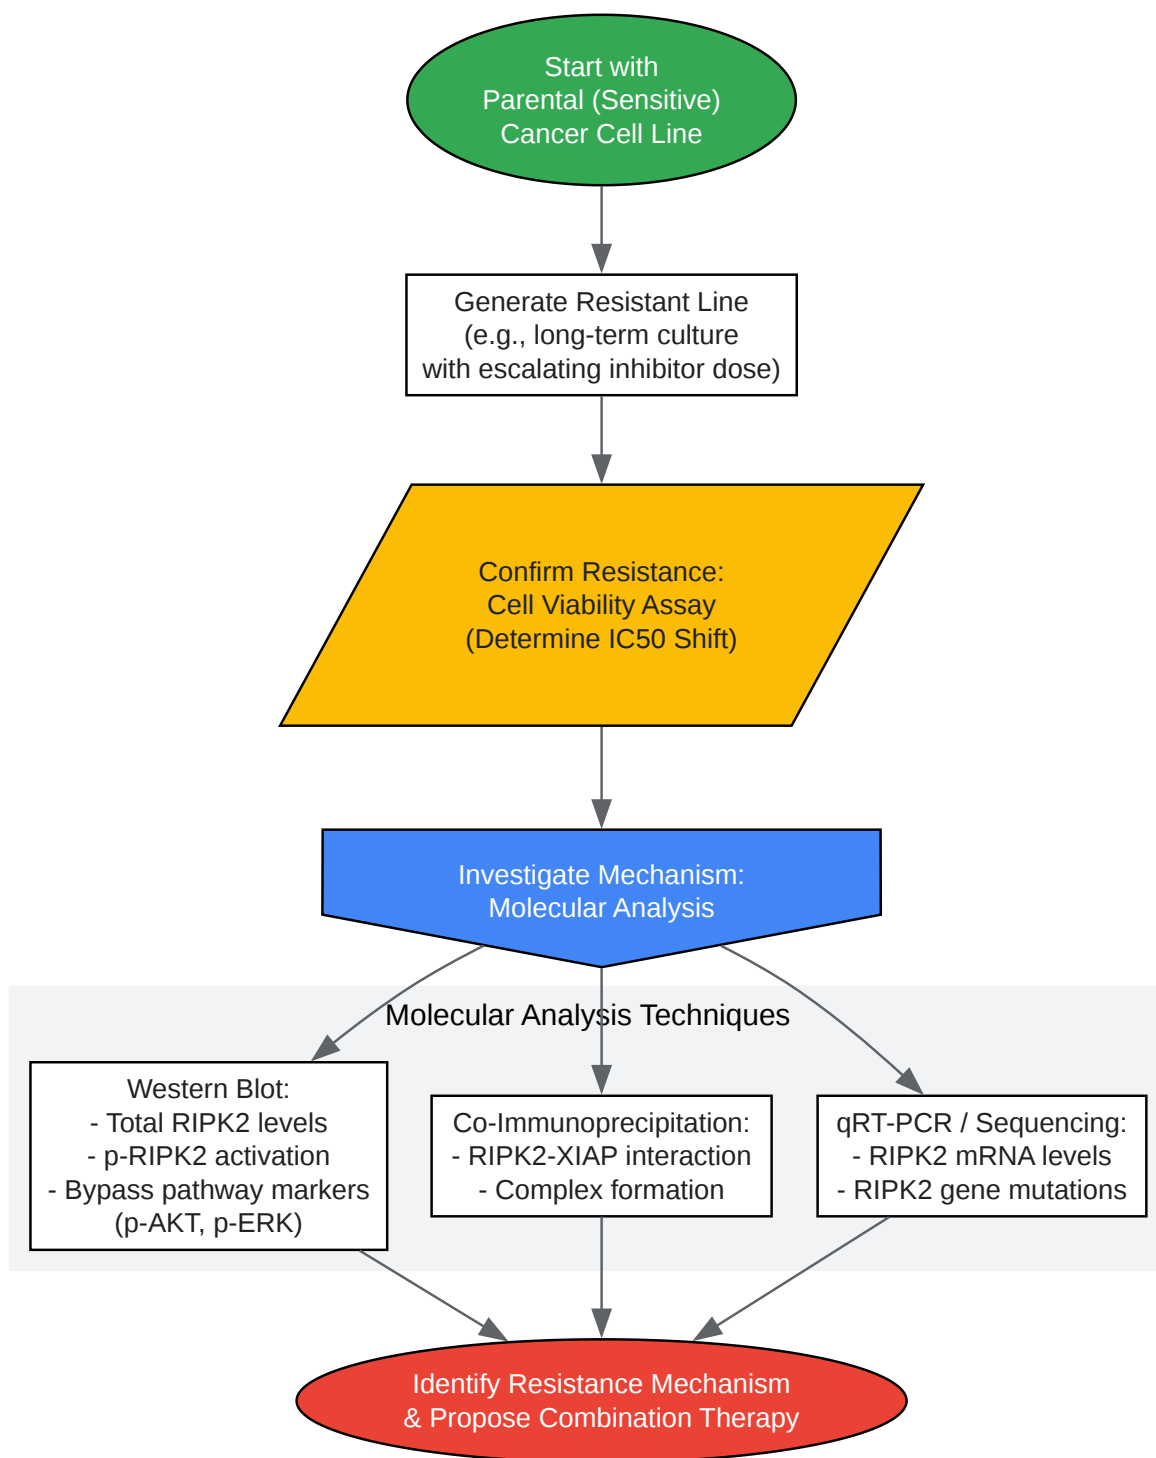 Start with
Parental (Sensitive)
Cancer Cell Line
Generate Resistant Line
(e.g., long-term culture
with escalating inhibitor dose)
Confirm Resistance:
Cell Viability Assay
(Determine IC50 Shift)
Investigate Mechanism:
Molecular Analysis
Molecular Analysis Techniques
Western Blot:
- Total RIPK2 levels
- p-RIPK2 activation
- Bypass pathway markers
(p-AKT, p-ERK)
Co-Immunoprecipitation:
- RIPK2-XIAP interaction
- Complex formation
qRT-PCR / Sequencing:
- RIPK2 mRNA levels
- RIPK2 gene mutations
Identify Resistance Mechanism
& Propose Combination Therapy